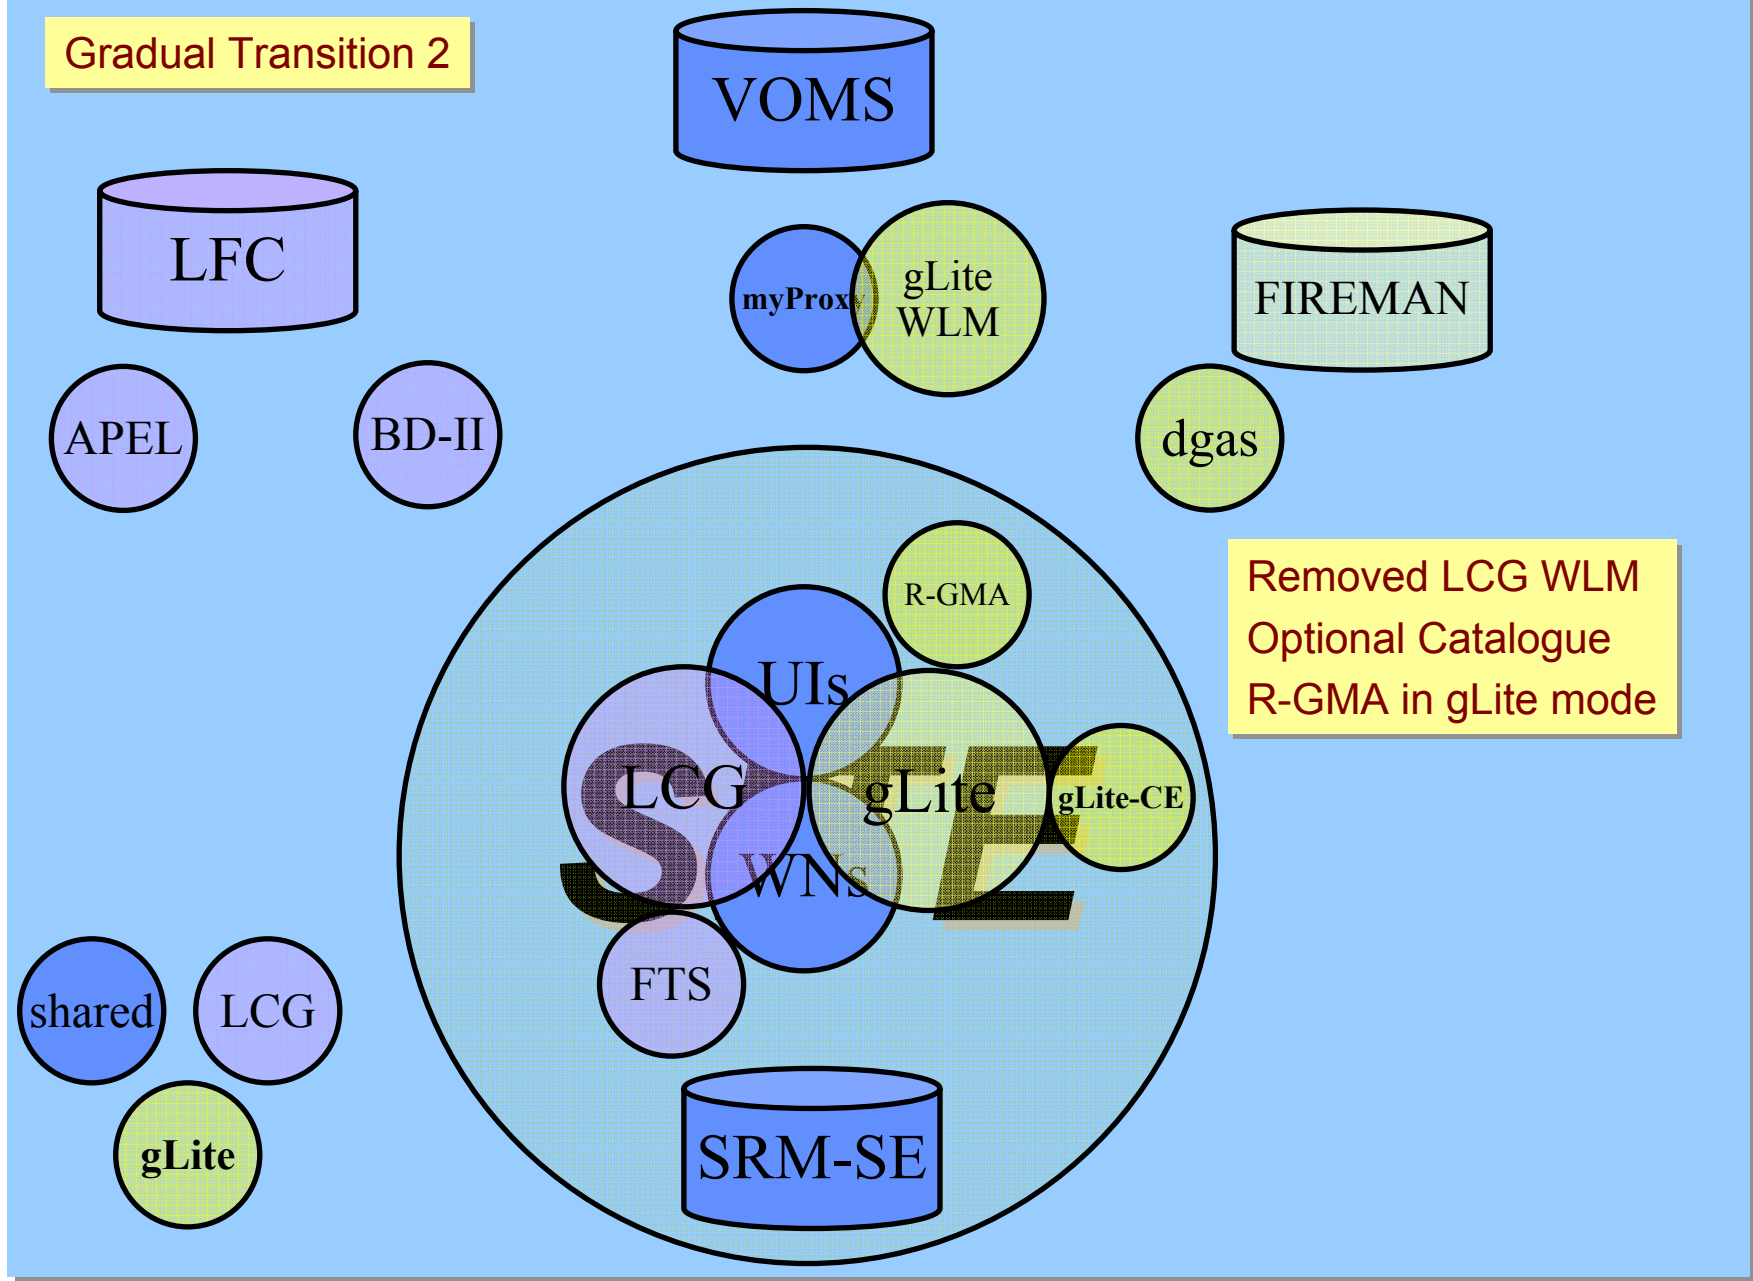 Gradual Transition 2
VOMS
LFC
myProxy
gLite
WLM
FIREMAN
APEL
BD-II
dgas
R-GMA
Removed LCG WLM
Optional Catalogue
R-GMA in gLite mode
UIs
SITE
LCG
gLite
gLite-CE
WNs
FTS
shared
LCG
gLite
SRM-SE